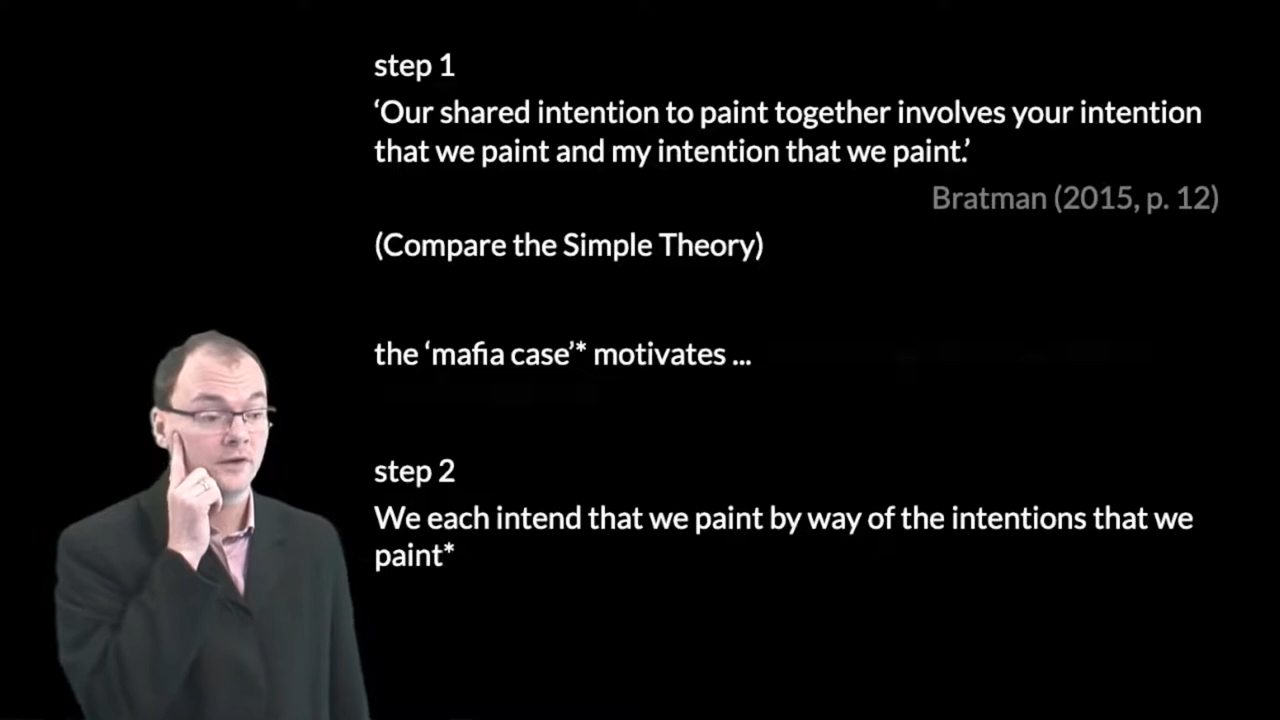 step 1
‘Our shared intention to paint together involves your intention
that we paint and my intention that we paint.’
Bratman (2015, p. 12)
(Compare the Simple Theory)
the ‘mafia case’* motivates ...
step 2
We each intend that we paint by way of the intentions that we
paint*